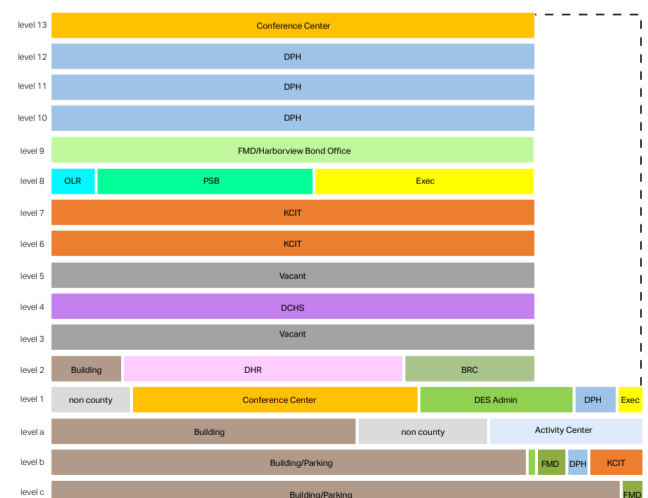 level 13 Conference Center
level 12 DPH
level 11 DPH
level 10 DPH
level 9 FMD/Harborview Bond Office
level 8 OLR PSB Exec
level 7 KCIT
level 6 KCIT
level 5 Vacant
level 4 DCHS
level 3 Vacant
level 2 Building DHR BRC
level 1 non county Conference Center DES Admin DPH Exec
level a Building non county Activity Center
level b Building/Parking FMD DPH KCIT
level c Building/Parking FMD